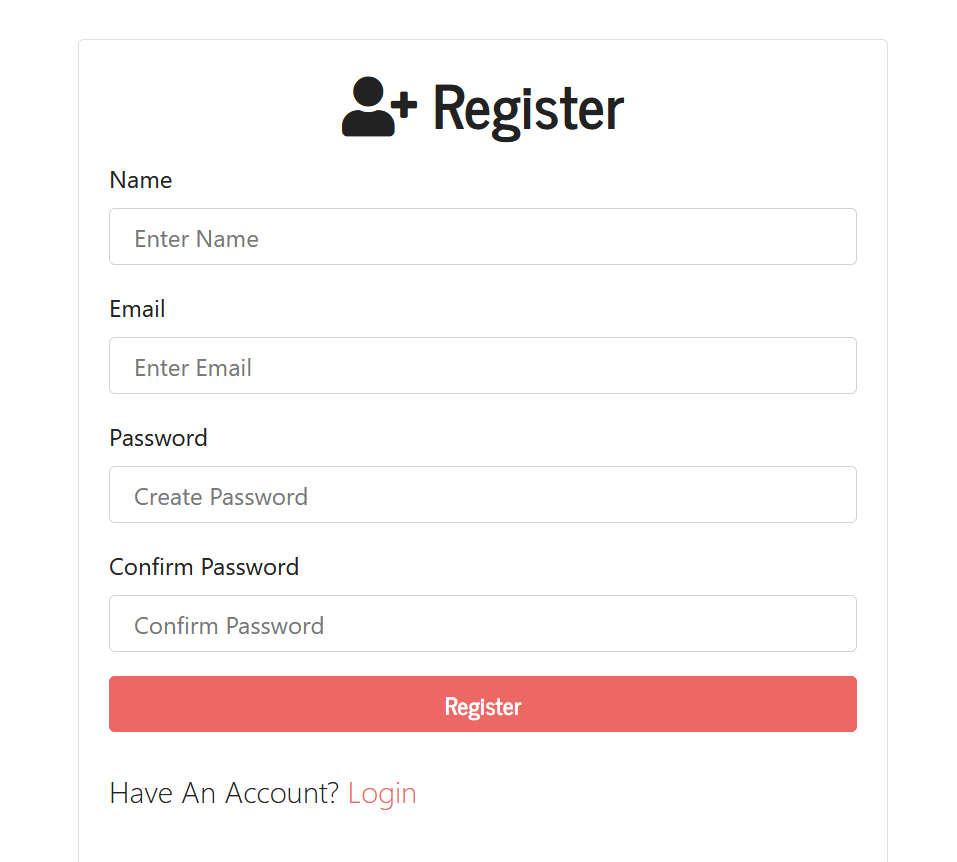 Register
Name
Enter Name
Email
Enter Email
Password
Create Password
Confirm Password
Confirm Password
Register
Have An Account? Login